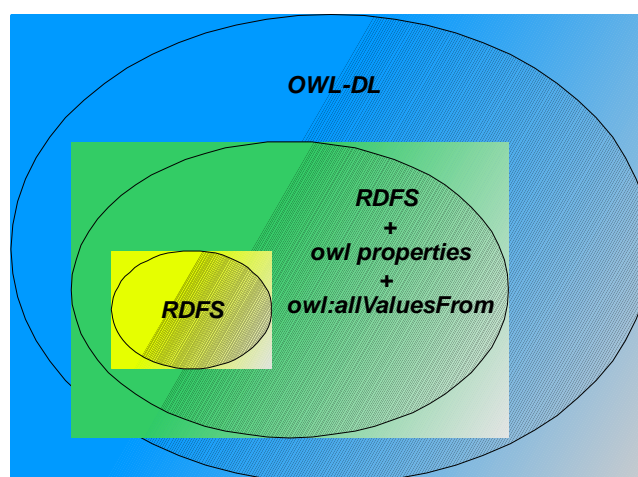 OWL-DL
RDFS
+
owl properties
+
owl:allValuesFrom
RDFS